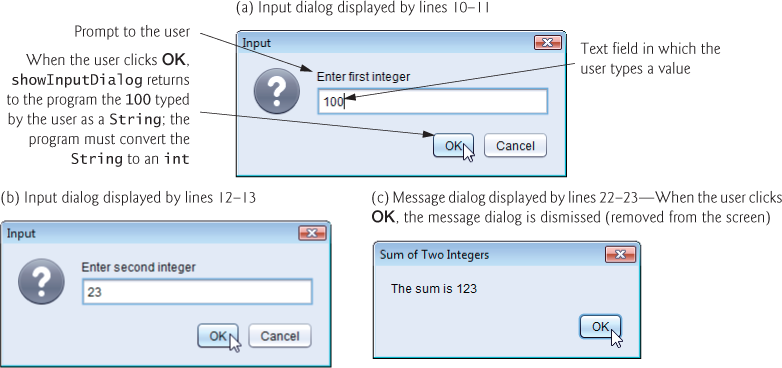 (a) Input dialog displayed by lines 10–11
Prompt to the user
When the user clicks OK,
showInputDialog returns
to the program the 100 typed
by the user as a String; the
program must convert the
String to an int
Input
Enter first integer
100
OK
Cancel
Text field in which the
user types a value
(b) Input dialog displayed by lines 12–13
Input
Enter second integer
23
OK
Cancel
(c) Message dialog displayed by lines 22–23—When the user clicks
OK, the message dialog is dismissed (removed from the screen)
Sum of Two Integers
The sum is 123
OK